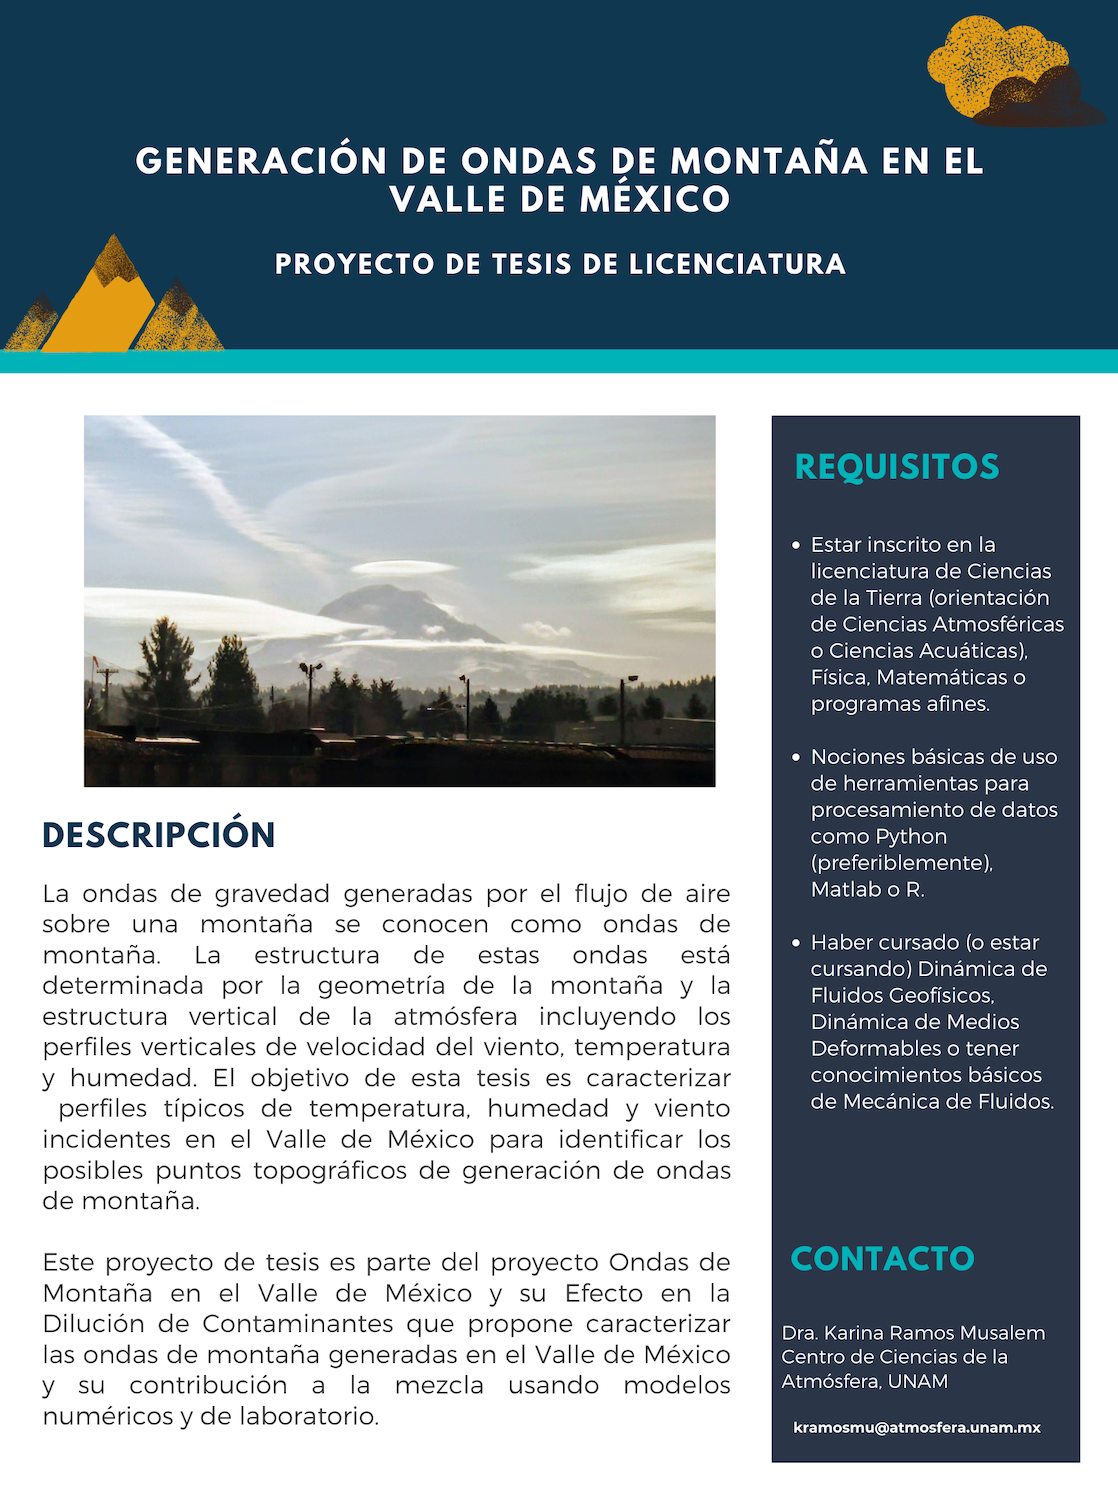 GENERACIÓN DE ONDAS DE MONTAÑA EN EL
VALLE DE MÉXICO
PROYECTO DE TESIS DE LICENCIATURA
DESCRIPCIÓN
La ondas de gravedad generadas por el flujo de aire
sobre una montaña se conocen como ondas de
montaña. La estructura de estas ondas está
determinada por la geometría de la montaña y la
estructura vertical de la atmósfera incluyendo los
perfiles verticales de velocidad del viento, temperatura
y humedad. El objetivo de esta tesis es caracterizar
perfiles típicos de temperatura, humedad y viento
incidentes en el Valle de México para identificar los
posibles puntos topográficos de generación de ondas
de montaña.
Este proyecto de tesis es parte del proyecto Ondas de
Montaña en el Valle de México y su Efecto en la
Dilución de Contaminantes que propone caracterizar
las ondas de montaña generadas en el Valle de México
y su contribución a la mezcla usando modelos
numéricos y de laboratorio.
REQUISITOS
• Estar inscrito en la
licenciatura de Ciencias
de la Tierra (orientación
de Ciencias Atmosféricas
o Ciencias Acuáticas),
Física, Matemáticas o
programas afines.
• Nociones básicas de uso
de herramientas para
procesamiento de datos
como Python
(preferiblemente),
Matlab o R.
• Haber cursado (o estar
cursando) Dinámica de
Fluidos Geofísicos,
Dinámica de Medios
Deformables o tener
conocimientos básicos
de Mecánica de Fluidos.
CONTACTO
Dra. Karina Ramos Musalem
Centro de Ciencias de la
Atmósfera, UNAM
kramosmu@atmosfera.unam.mx